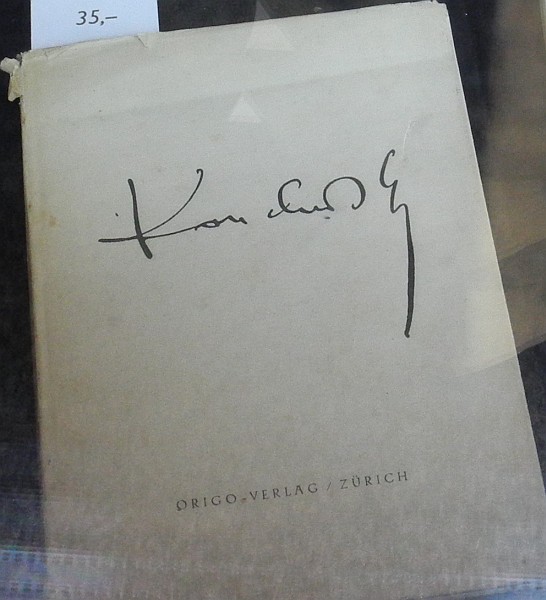 35,–
ORIGO-VERLAG / ZÜRICH